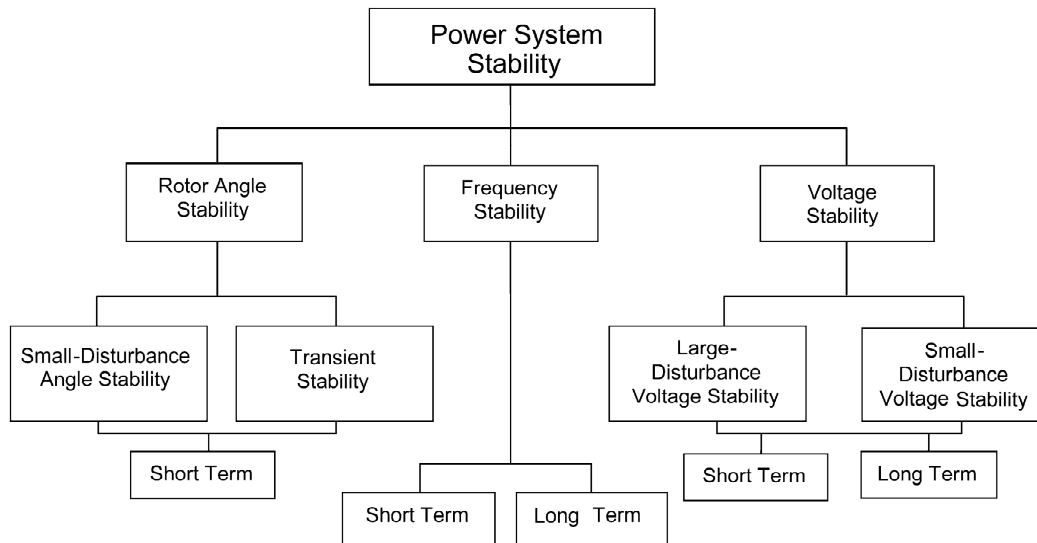 Power System
Stability
Rotor Angle
Stability
Frequency
Stability
Voltage
Stability
Small-Disturbance
Angle Stability
Transient
Stability
Large-
Disturbance
Voltage Stability
Small-
Disturbance
Voltage Stability
Short Term
Short Term
Long Term
Short Term
Long Term